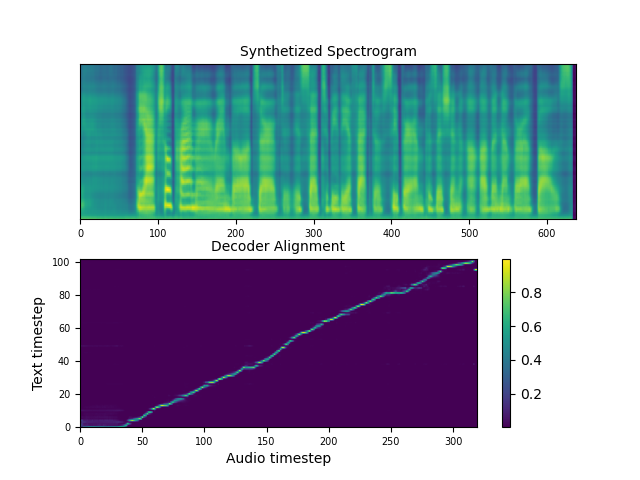 Synthetized Spectrogram
0 100 200 300 400 500 600
Decoder Alignment
100
80
60
40
20
0
Text timestep
0 50 100 150 200 250 300
Audio timestep
0.8
0.6
0.4
0.2